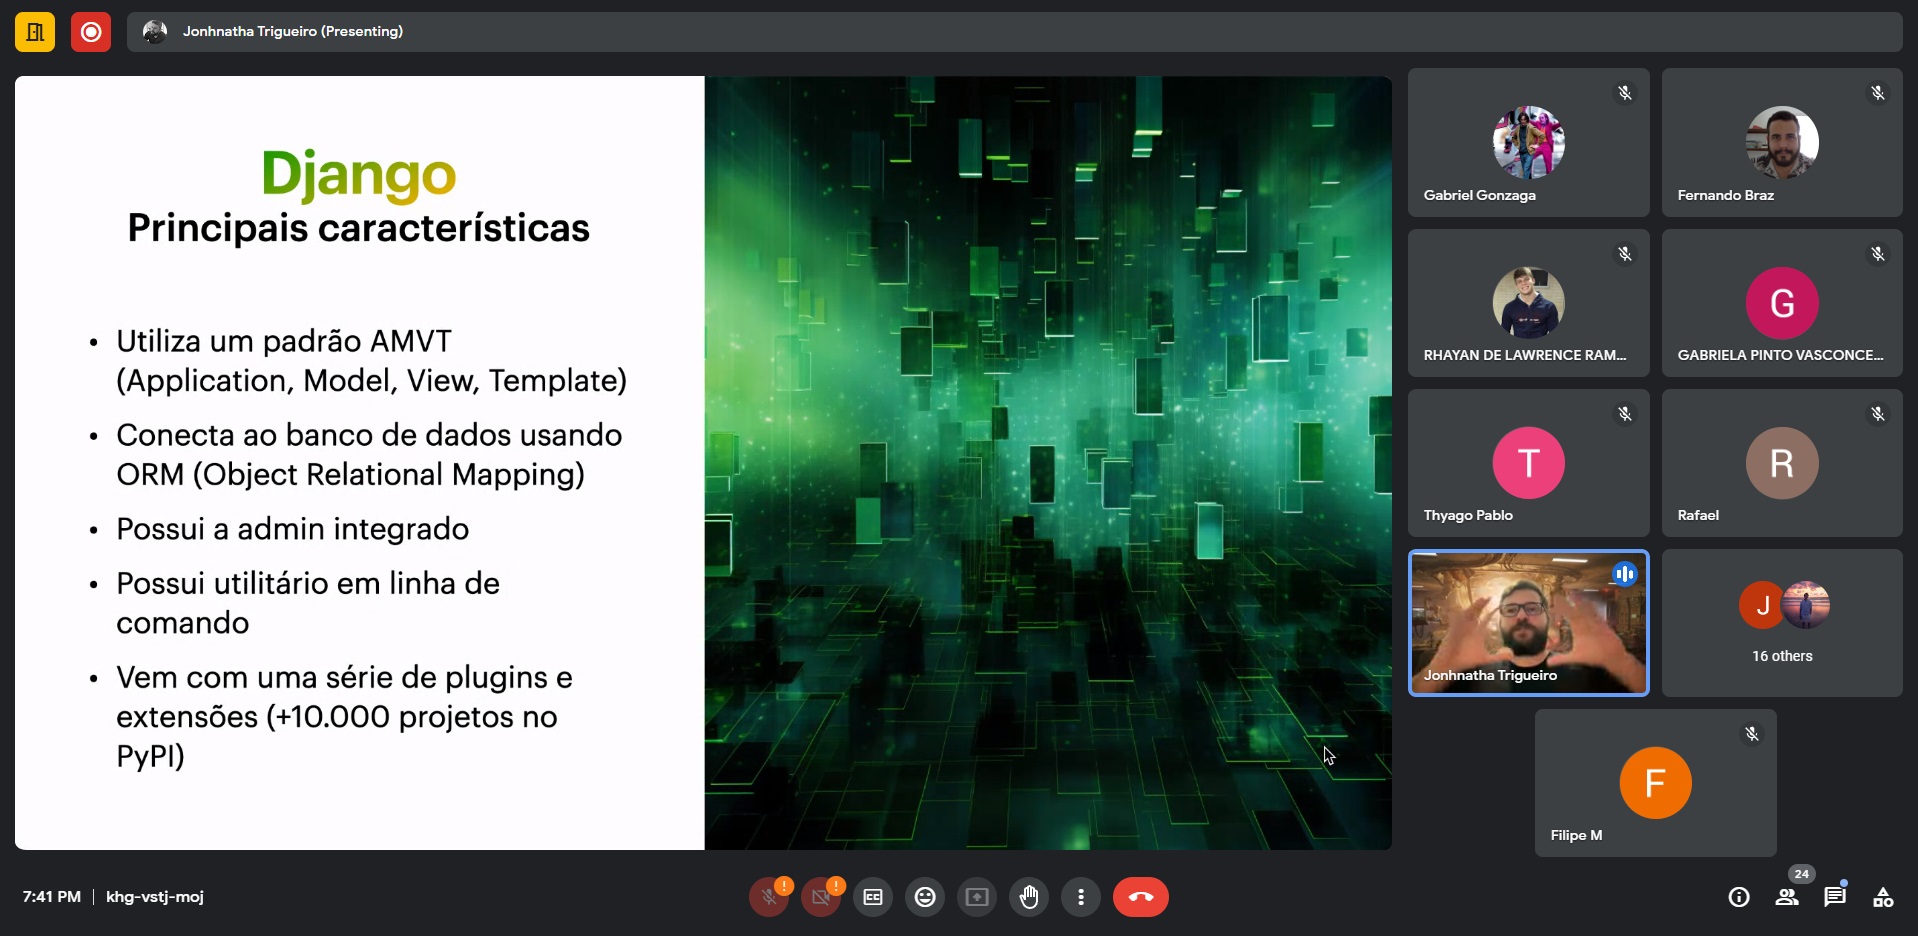 Jonhnatha Trigueiro (Presenting)
Django
Principais características
• Utiliza um padrão AMVT
(Application, Model, View, Template)
• Conecta ao banco de dados usando
ORM (Object Relational Mapping)
• Possui a admin integrado
• Possui utilitário em linha de
comando
• Vem com uma série de plugins e
extensões (+10.000 projetos no
PyPI)
Gabriel Gonzaga
Fernando Braz
RHAYAN DE LAWRENCE RAM...
G
GABRIELA PINTO VASCONCE...
T
Thyago Pablo
R
Rafael
Jonhnatha Trigueiro
J
16 others
F
Filipe M
7:41 PM | khg-vstj-moj
!
!
CC
24